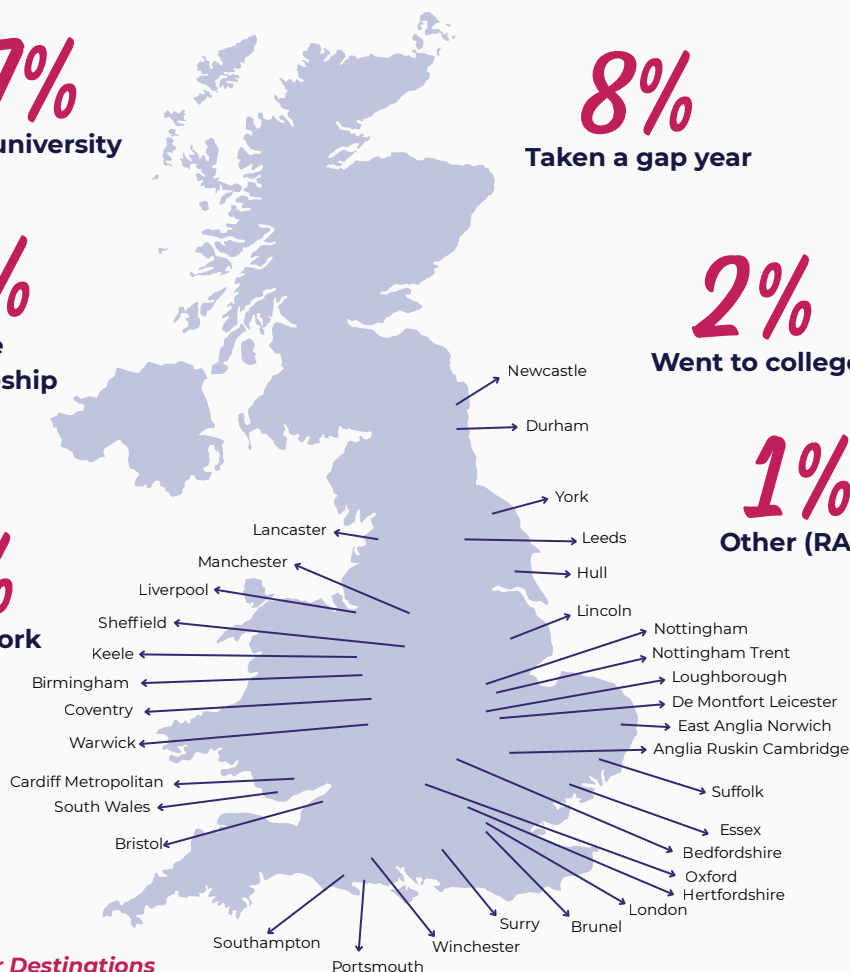 7%
university
8%
Taken a gap year
%
ship
2%
Went to college
1%
Other (RA
%
ork
Newcastle
Durham
York
Leeds
Hull
Lincoln
Nottingham
Nottingham Trent
Loughborough
De Montfort Leicester
East Anglia Norwich
Anglia Ruskin Cambridge
Suffolk
Essex
Bedfordshire
Oxford
Hertfordshire
London
Brunel
Surry
Winchester
Portsmouth
Southampton
Lancaster
Manchester
Liverpool
Sheffield
Keele
Birmingham
Coventry
Warwick
Cardiff Metropolitan
South Wales
Bristol
r Destinations